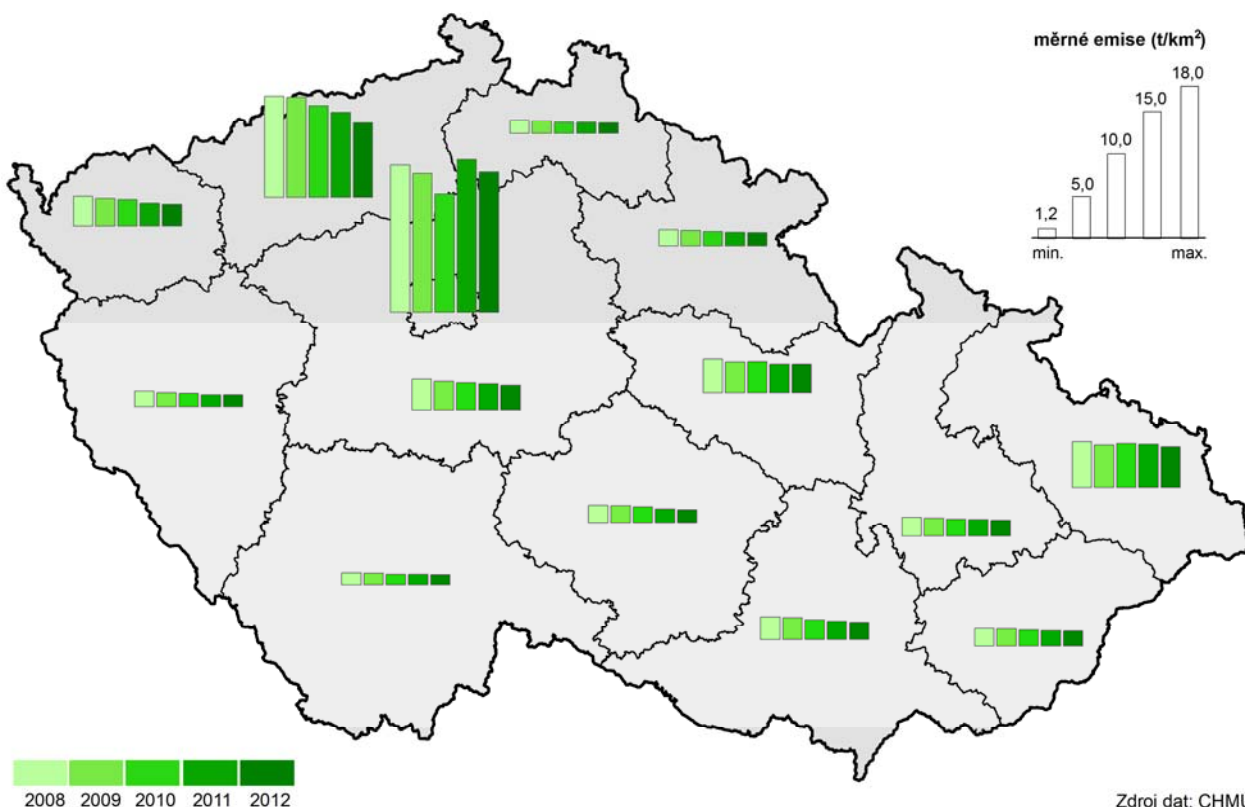 měrné emise (t/km²)
18,0
15,0
10,0
5,0
1,2
min. max.
2008 2009 2010 2011 2012
Zdroj dat: CHMI